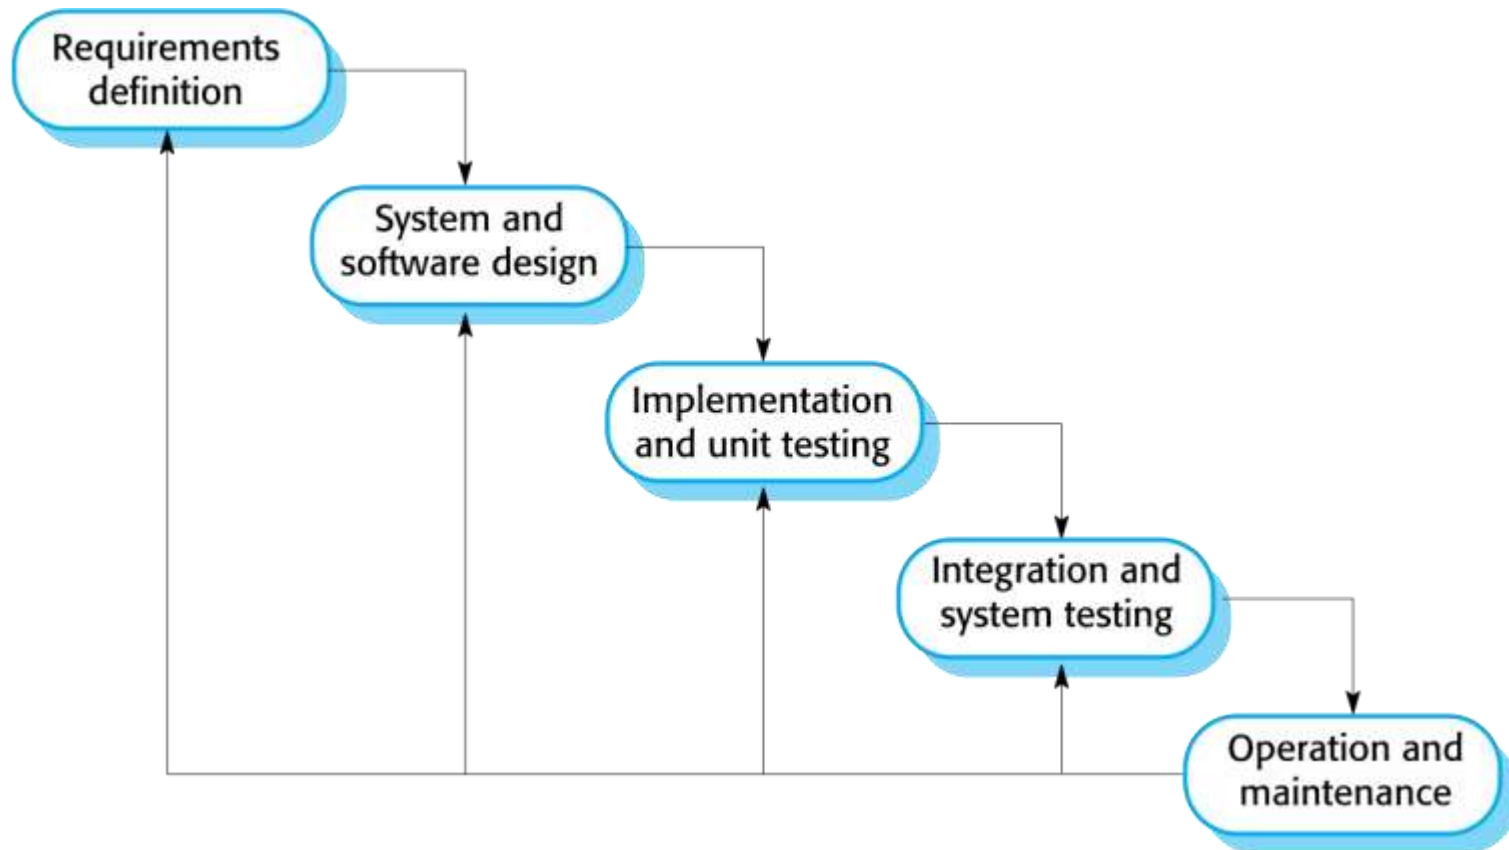 Requirements
definition
System and
software design
Implementation
and unit testing
Integration and
system testing
Operation and
maintenance